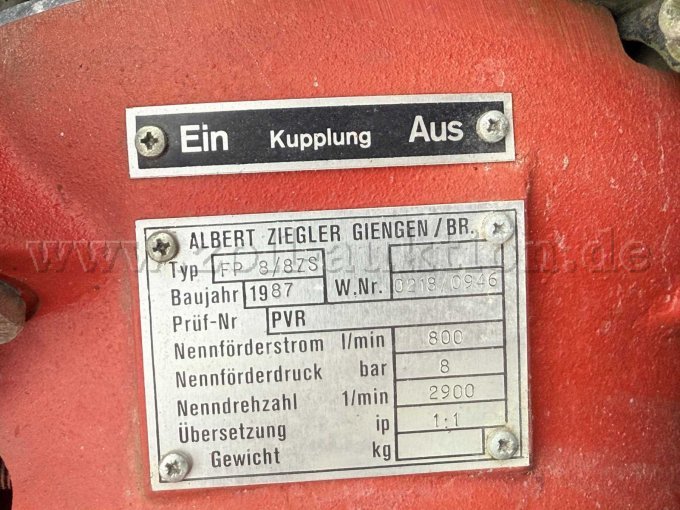 Ein Kupplung Aus
ALBERT ZIEGLER GIENGEN/BR.
Typ FP 8/8ZS
Baujahr 1987 W.Nr. 0218/0946
Prüf-Nr PVR
Nennförderstrom l/min 800
Nennförderdruck bar 8
Nenndrehzahl 1/min 2900
Übersetzung ip 1:1
Gewicht kg